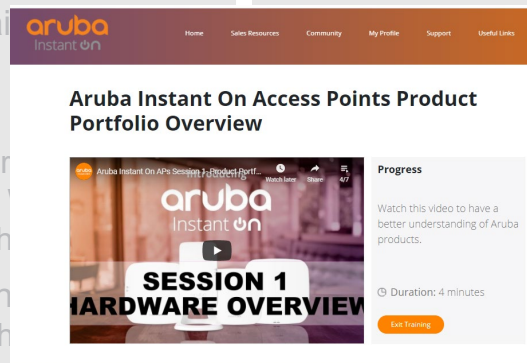 aruba
Instant on
Home Sales Resources Community My Profile Support Useful Links
Aruba Instant On Access Points Product
Portfolio Overview
Aruba Instant On APs Session 1: Product Portf...
Watch later Share 4/7
Introducing
aruba
Instant on
SESSION 1
HARDWARE OVERVIEW
Progress
Watch this video to have a
better understanding of Aruba
products.
Duration: 4 minutes
Exit Training